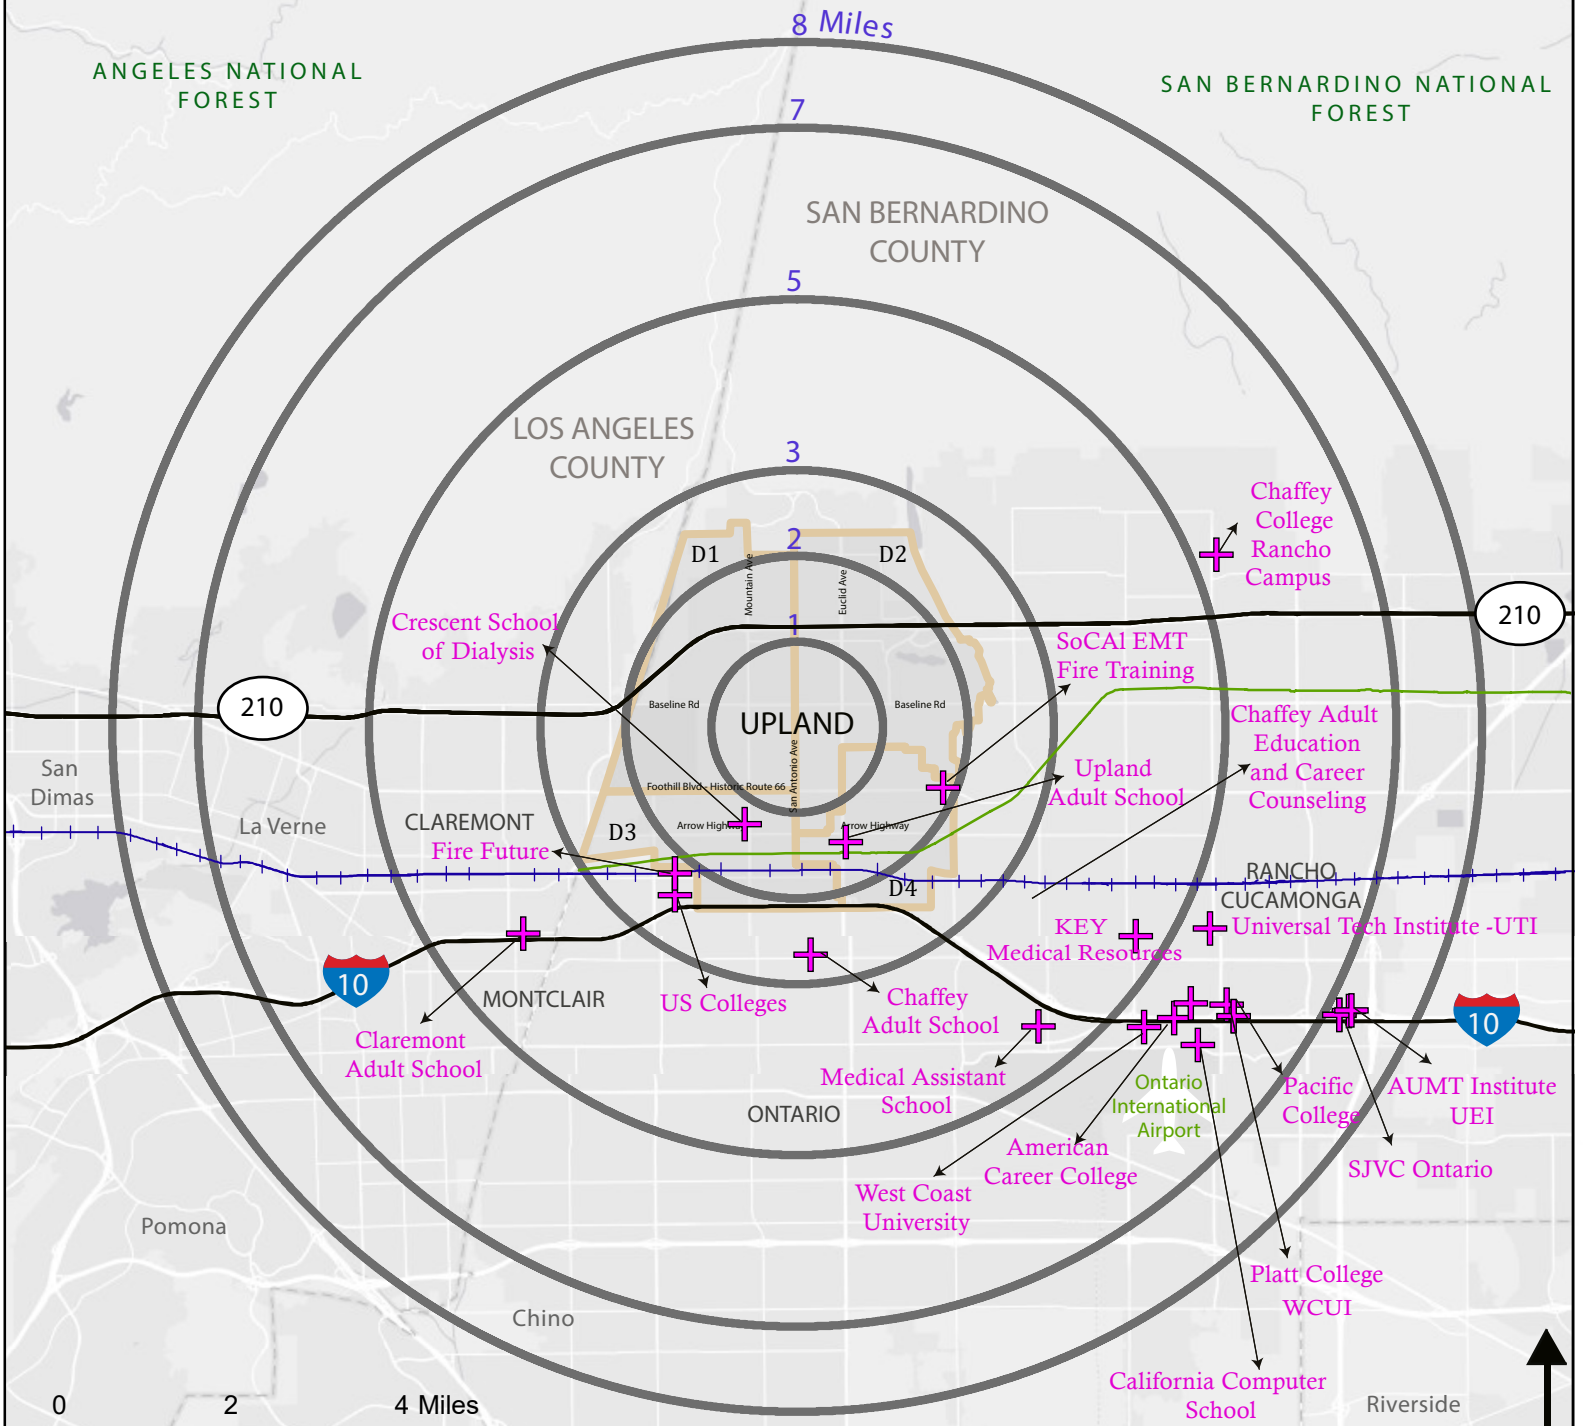 8 Miles
ANGELES NATIONAL
FOREST
SAN BERNARDINO NATIONAL
FOREST
7
SAN BERNARDINO
COUNTY
5
LOS ANGELES
COUNTY
3
Chaffey
College
Rancho
Campus
2
D1
D2
Mountain Ave
Euclid Ave
1
210
Crescent School
of Dialysis
SoCAl EMT
Fire Training
210
Baseline Rd
Baseline Rd
UPLAND
Chaffey Adult
Education
and Career
Counseling
San Antonio Ave
San
Dimas
Upland
Adult School
Foothill Blvd - Historic Route 66
La Verne
CLAREMONT
D3
Arrow Highway
Arrow Highway
Fire Future
D4
RANCHO
CUCAMONGA
KEY
Medical Resources
Universal Tech Institute -UTI
10
MONTCLAIR
US Colleges
Chaffey
Adult School
10
Claremont
Adult School
Medical Assistant
School
Ontario
International
Airport
Pacific
College
AUMT Institute
UEI
ONTARIO
American
Career College
SJVC Ontario
West Coast
University
Pomona
Platt College
WCUI
Chino
California Computer
School
Riverside
0 2 4 Miles